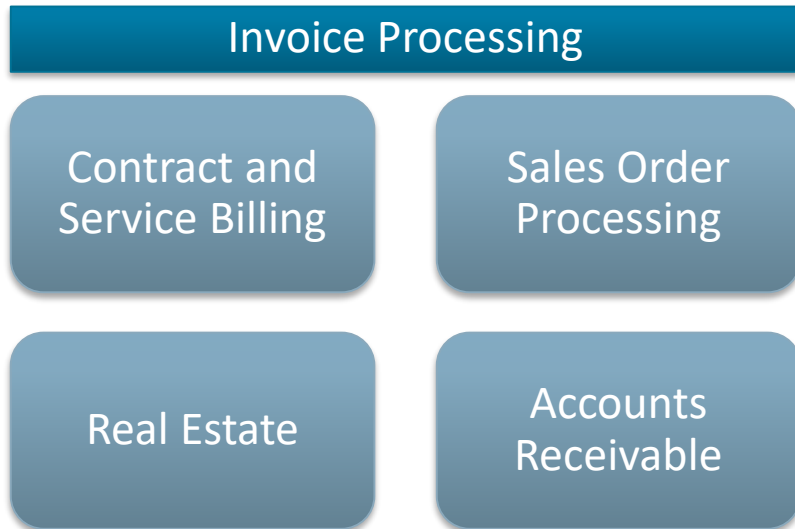 Invoice Processing
Contract and
Service Billing
Sales Order
Processing
Real Estate
Accounts
Receivable